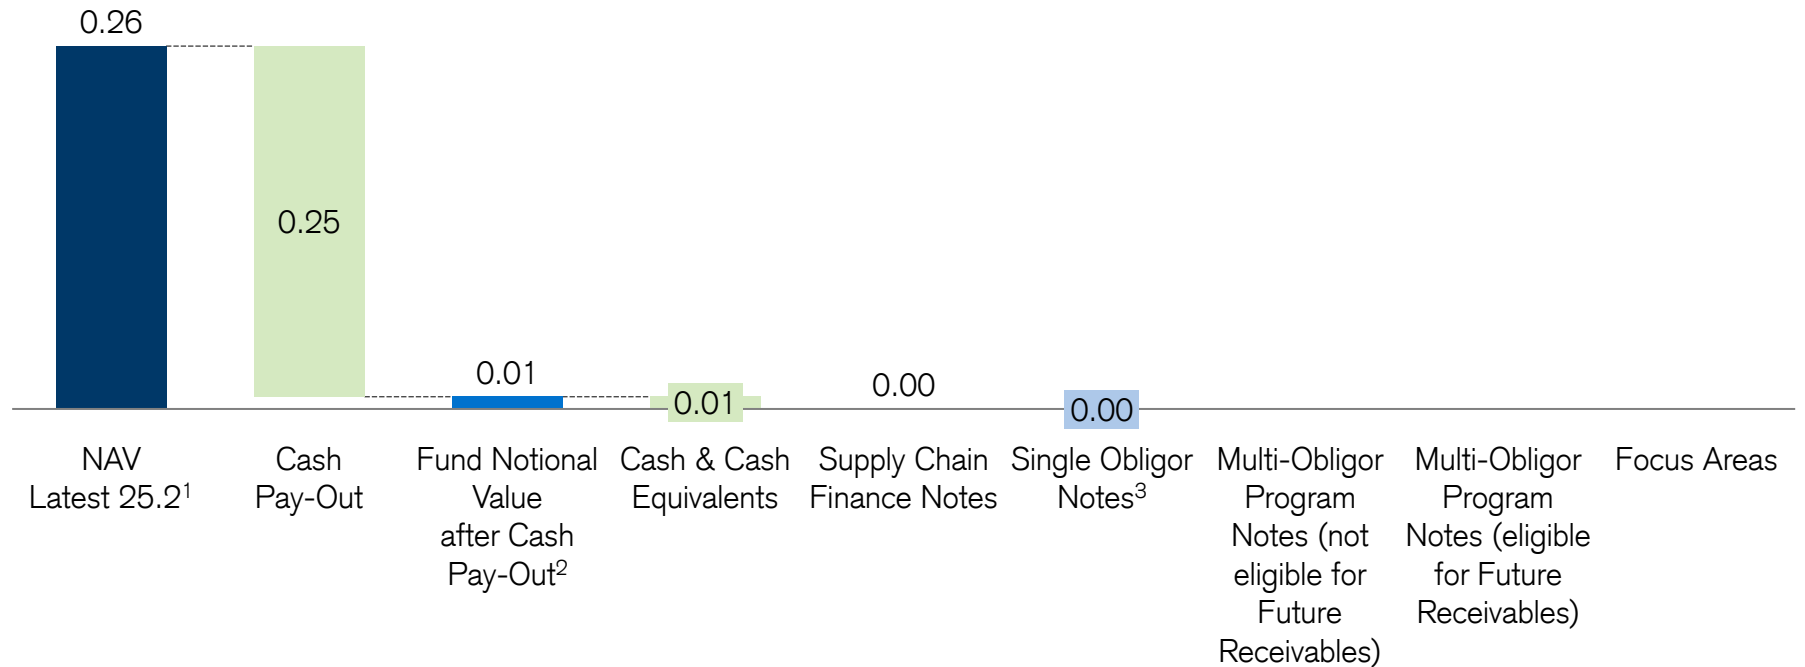 0.26
0.25
0.01
0.01
0.00
0.00
NAV
Latest 25.2¹
Cash
Pay-Out
Fund Notional
Value
after Cash
Pay-Out²
Cash & Cash
Equivalents
Supply Chain
Finance Notes
Single Obligor
Notes³
Multi-Obligor
Program
Notes (not
eligible for
Future
Receivables)
Multi-Obligor
Program
Notes (eligible
for Future
Receivables)
Focus Areas